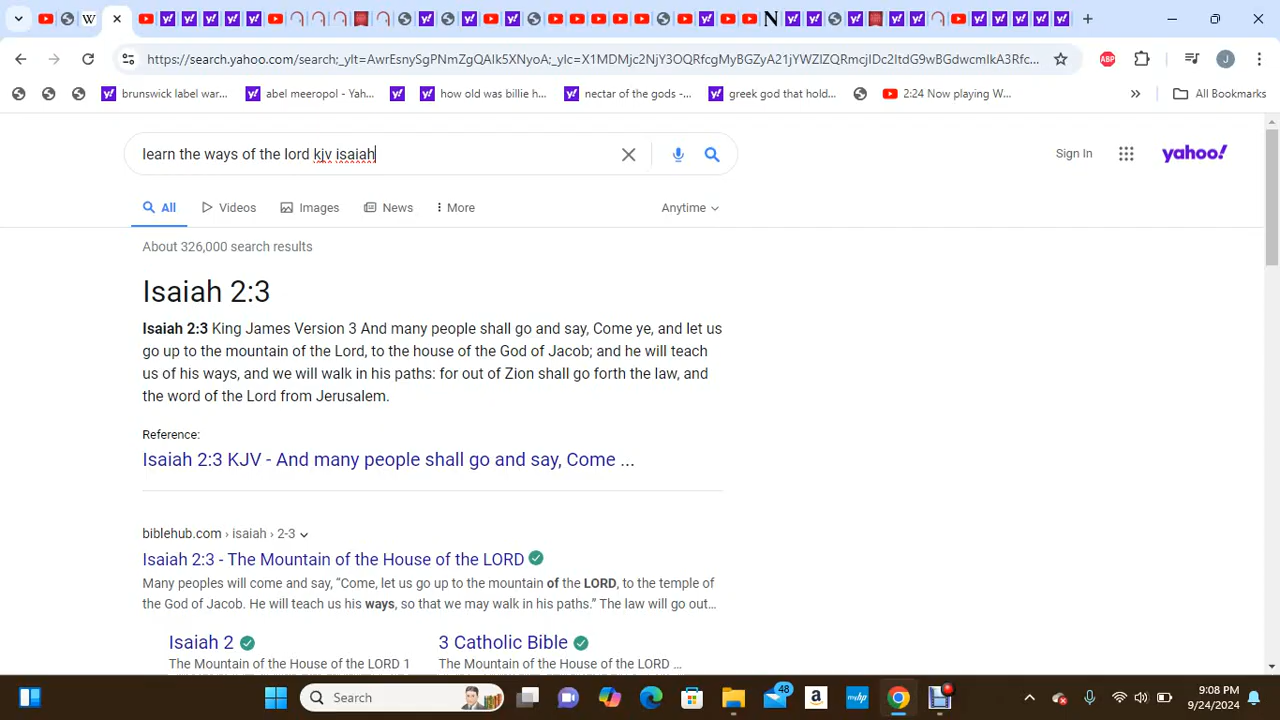 https://search.yahoo.com/search;_ylt=AwrEsnySgPNmZgQAIk5XNyoA;_ylc=X1MDMjc2NjY3OQRfcgMyBGZyA21jYWZlZQRmcjIDc2ItdG9wBGdwcmlkA3Rfc...
ABP
J
brunswick label war...
abel meeropol - Yah...
how old was billie h...
nectar of the gods -...
greek god that hold...
2:24 Now playing W...
All Bookmarks
learn the ways of the lord kjv isaiah
Sign In
yahoo!
All
Videos
Images
News
More
Anytime
About 326,000 search results
Isaiah 2:3
Isaiah 2:3 King James Version 3 And many people shall go and say, Come ye, and let us
go up to the mountain of the Lord, to the house of the God of Jacob; and he will teach
us of his ways, and we will walk in his paths: for out of Zion shall go forth the law, and
the word of the Lord from Jerusalem.
Reference:
Isaiah 2:3 KJV - And many people shall go and say, Come ...
biblehub.com › isaiah › 2-3
Isaiah 2:3 - The Mountain of the House of the LORD
Many peoples will come and say, “Come, let us go up to the mountain of the LORD, to the temple of
the God of Jacob. He will teach us his ways, so that we may walk in his paths.” The law will go out...
Isaiah 2
3 Catholic Bible
The Mountain of the House of the LORD 1
The Mountain of the House of the LORD ...
Search
48
9:08 PM
9/24/2024